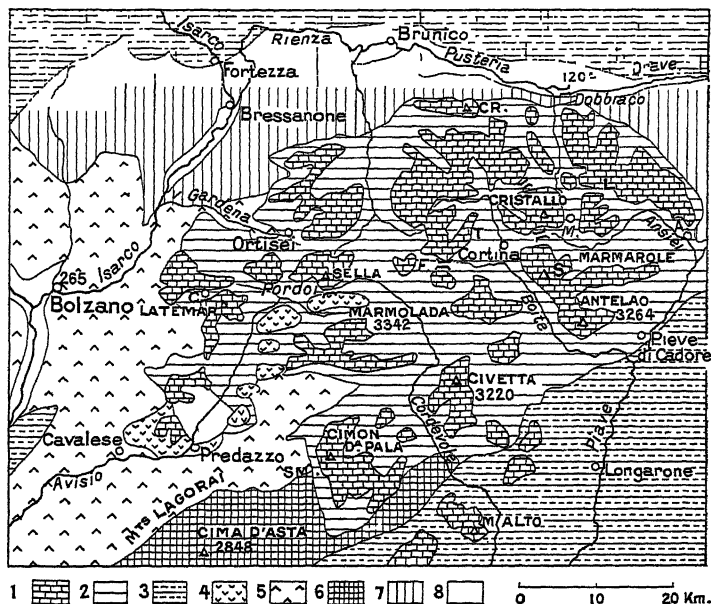 Isarco
Rienza
Brunico
Pusteria
Fortezza
120
Drave
Dobbiaco
CR.
Bressanone
L.
CRISTALLO
Gardena
M.
Ansiei
Ortisei
T
Cortina
MARMAROLE
265 Isarco
SELLA
F.
S.
Bolzano
Pordoi
Boite
ANTELAO
3264
LATEMAR
C.
MARMOLADA
3342
Pieve
di Cadore
CIVETTA
3220
Cordevole
Piave
Cavalese
CIMON
D. PALA
Predazzo
S.M.
Longarone
Avisio
MTS LAGORAI
CIMA D'ASTA
2848
M. ALTO
1 2 3 4 5 6 7 8
0 10 20 Km.